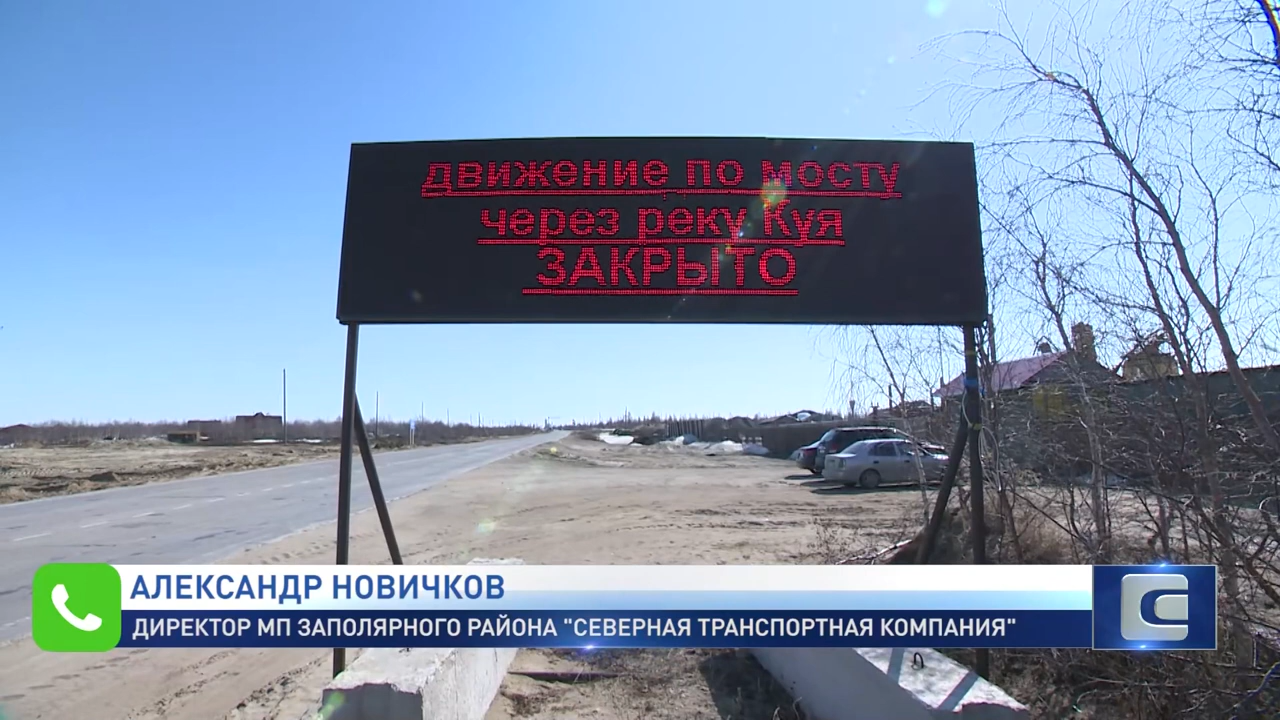 движение по мосту
через реку Куя
ЗАКРЫТО
АЛЕКСАНДР НОВИЧКОВ
ДИРЕКТОР МП ЗАПОЛЯРНОГО РАЙОНА "СЕВЕРНАЯ ТРАНСПОРТНАЯ КОМПАНИЯ"
С